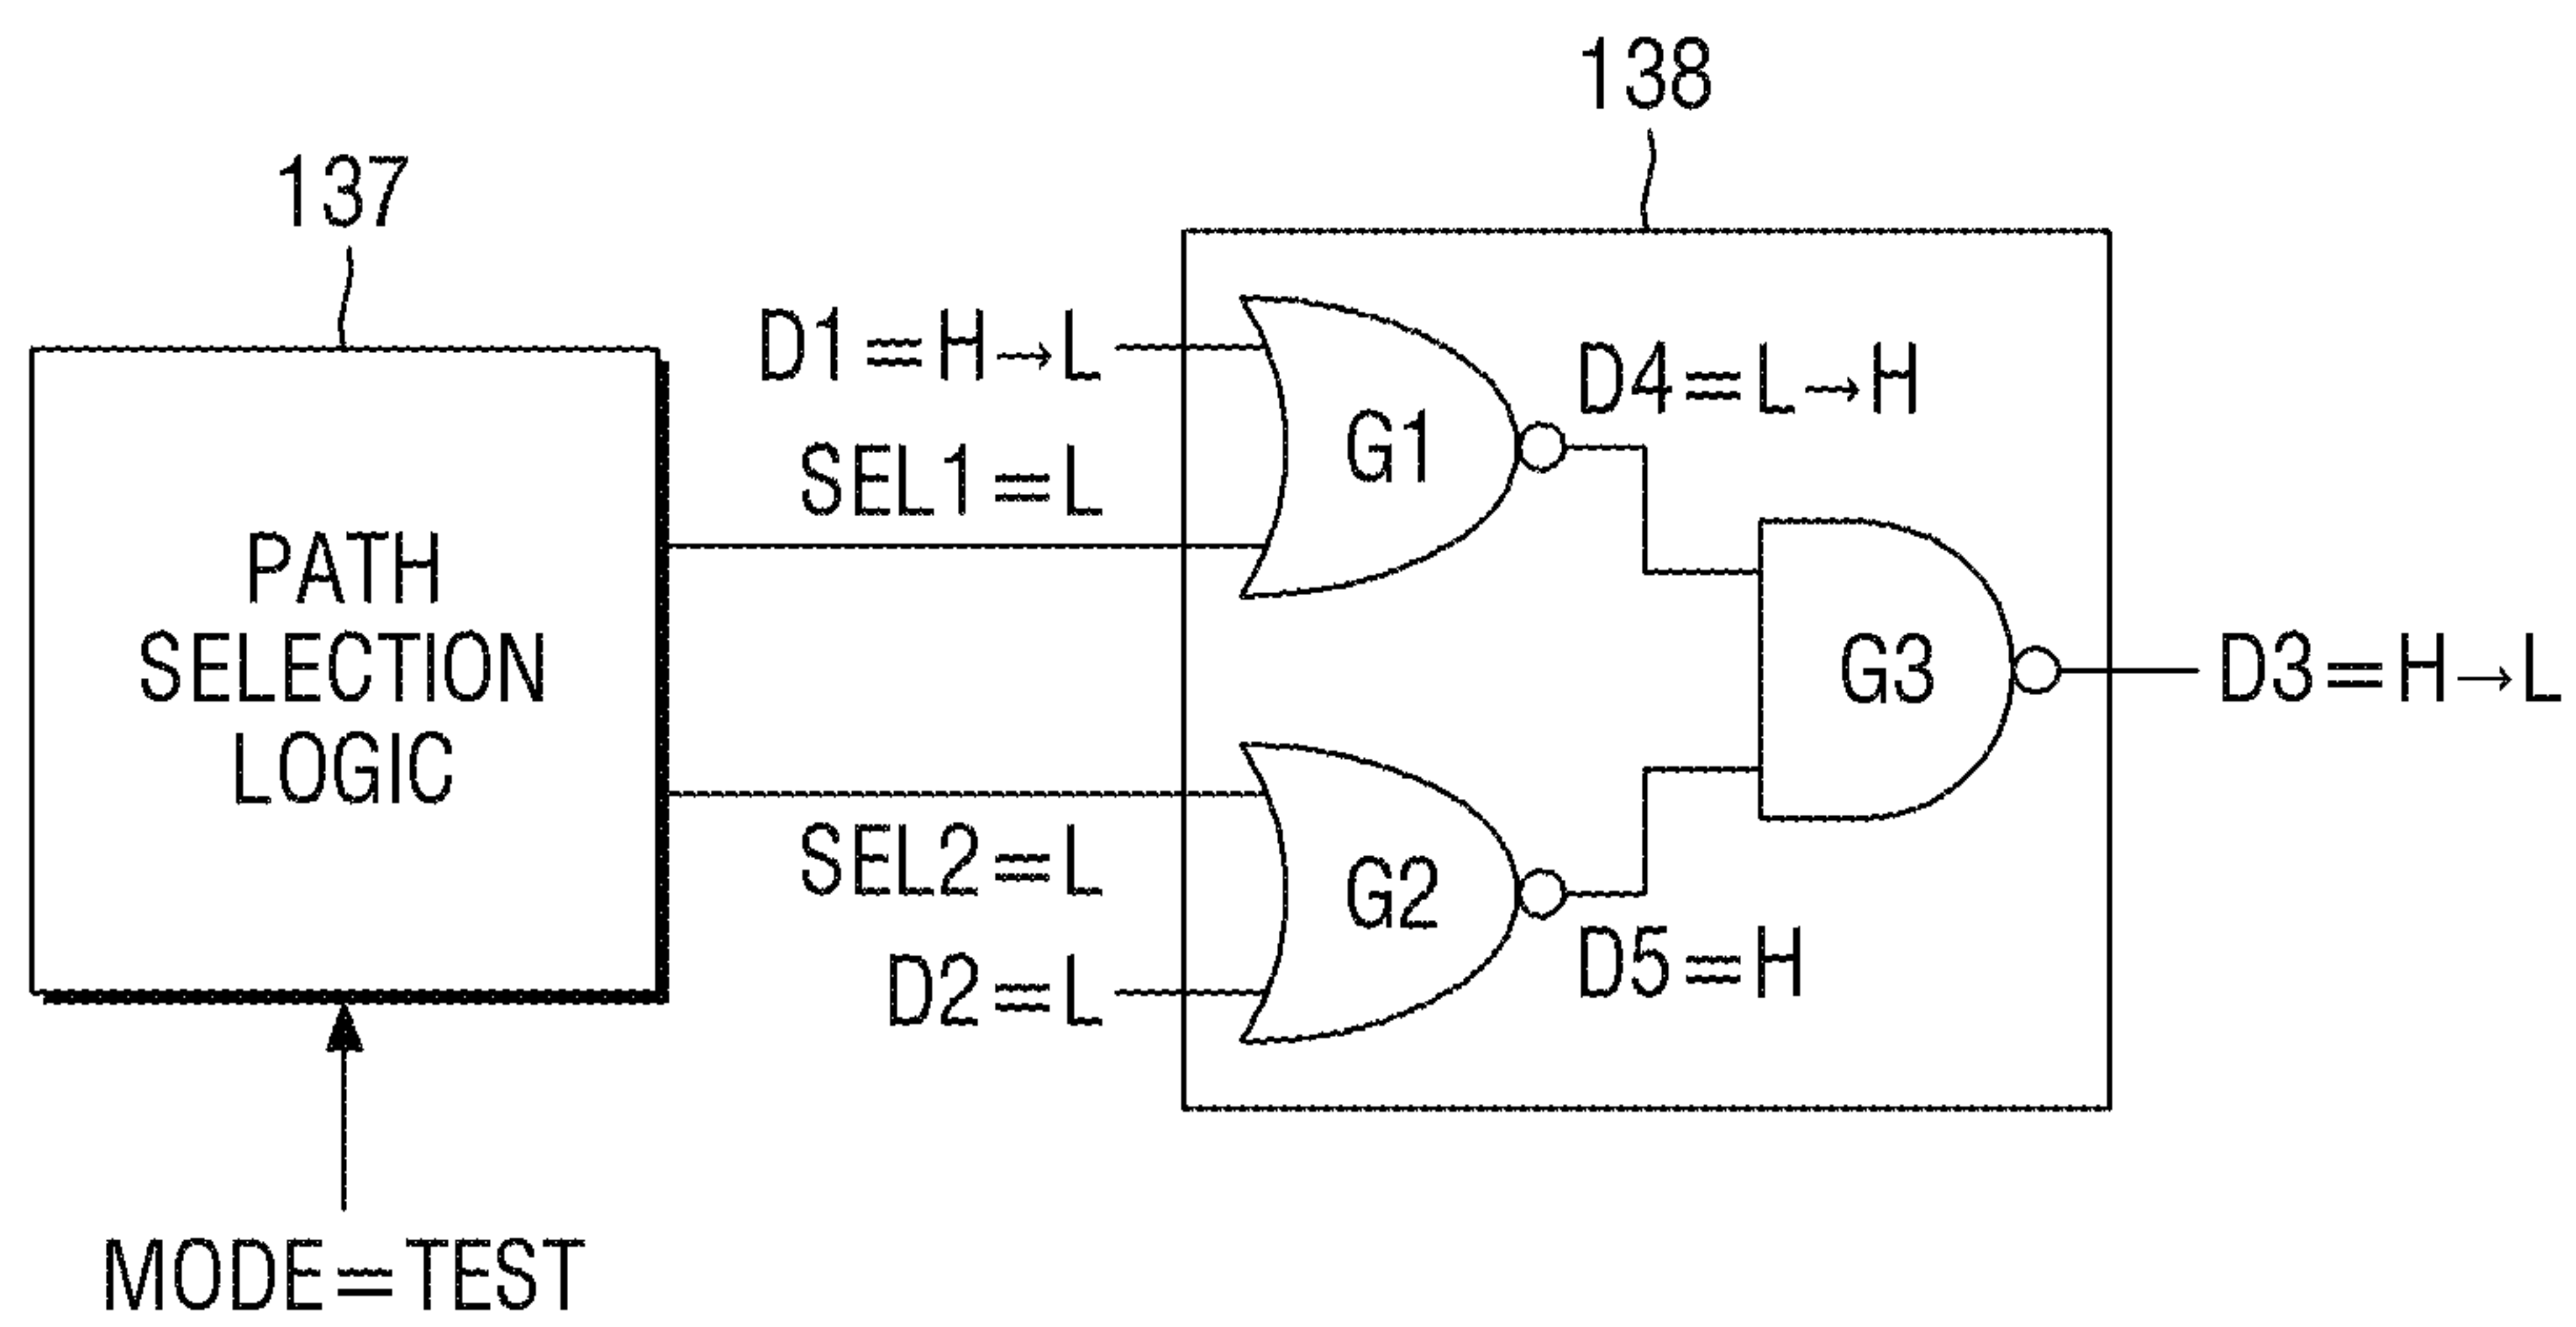 138
137
D1=H→L
SEL1=L
G1
D4=L→H
PATH
SELECTION
LOGIC
G3
D3=H→L
SEL2=L
G2
D2=L
D5=H
MODE=TEST